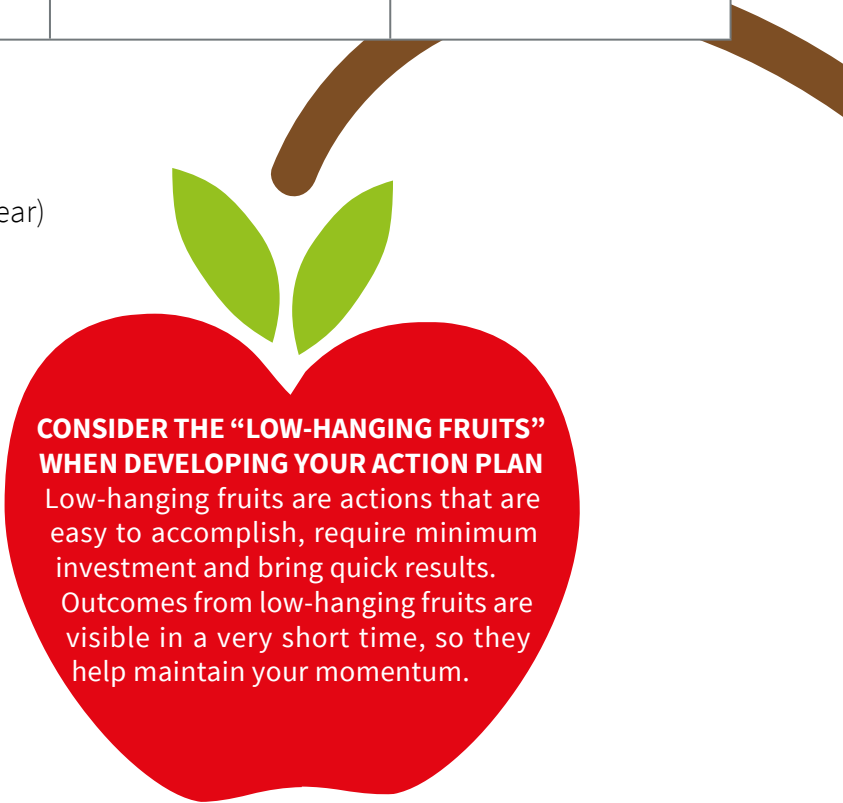 ear)
CONSIDER THE “LOW-HANGING FRUITS”
WHEN DEVELOPING YOUR ACTION PLAN
Low-hanging fruits are actions that are
easy to accomplish, require minimum
investment and bring quick results.
Outcomes from low-hanging fruits are
visible in a very short time, so they
help maintain your momentum.